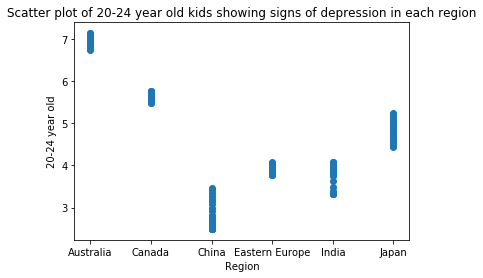 Scatter plot of 20-24 year old kids showing signs of depression in each region
7
6
5
4
3
20-24 year old
Australia Canada China Eastern Europe India Japan
Region